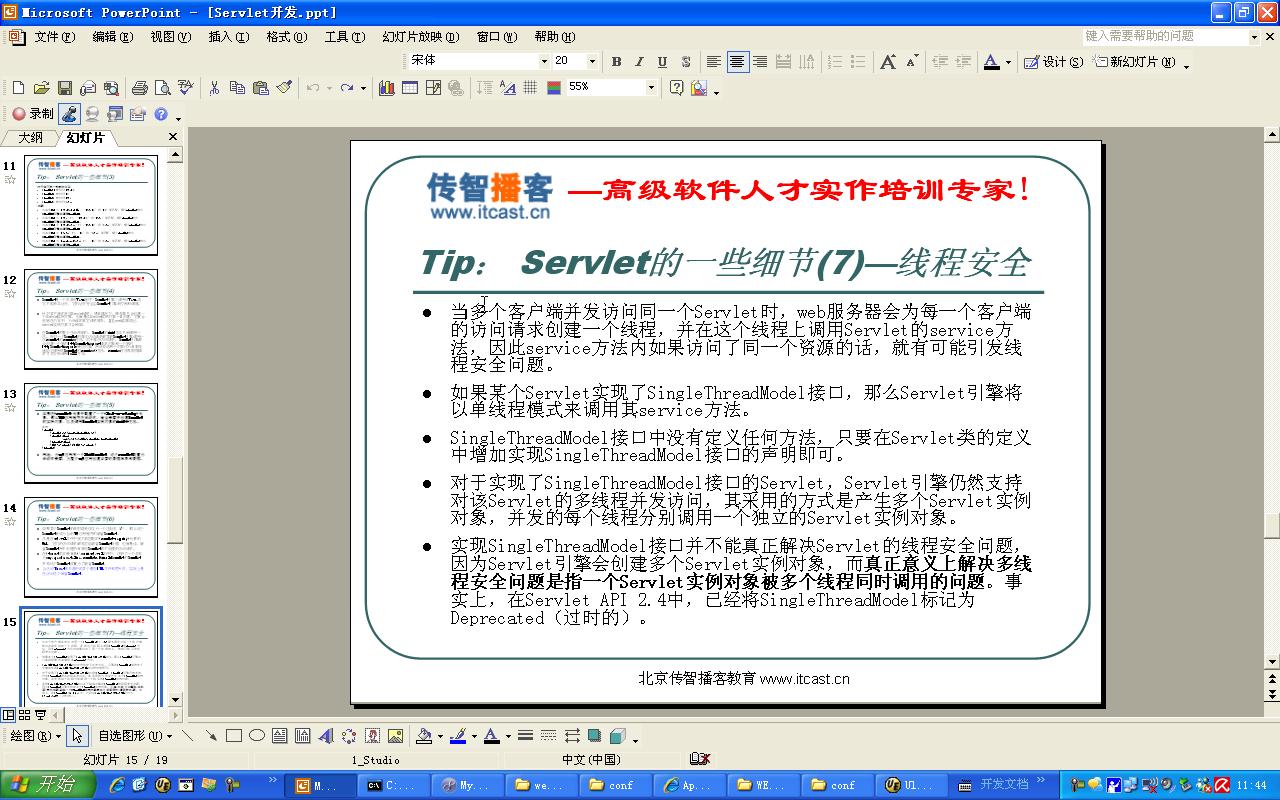 Microsoft PowerPoint - [Servlet开发.ppt]
文件(F) 编辑(E) 视图(V) 插入(I) 格式(O) 工具(T) 幻灯片放映(D) 窗口(W) 帮助(H) 键入需要帮助的问题
宋体 20 B I U S A A A 设计(S) 新幻灯片(N)
55%
录制
大纲 幻灯片
11
12
13
14
15
传智播客 —高级软件人才实作培训专家!
www.itcast.cn
Tip: Servlet的一些细节(7)—线程安全
当多个客户端并发访问同一个Servlet时，web服务器会为每一个客户端
的访问请求创建一个线程，并在这个线程上调用Servlet的service方
法，因此service方法内如果访问了同一个资源的话，就有可能引发线
程安全问题。
如果某个Servlet实现了SingleThreadModel接口，那么Servlet引擎将
以单线程模式来调用其service方法。
SingleThreadModel接口中没有定义任何方法，只要在Servlet类的定义
中增加实现SingleThreadModel接口的声明即可。
对于实现了SingleThreadModel接口的Servlet，Servlet引擎仍然支持
对该Servlet的多线程并发访问，其采用的方式是产生多个Servlet实例
对象，并发的每个线程分别调用一个独立的Servlet实例对象。
实现SingleThreadModel接口并不能真正解决Servlet的线程安全问题，
因为Servlet引擎会创建多个Servlet实例对象，而真正意义上解决多线
程安全问题是指一个Servlet实例对象被多个线程同时调用的问题。事
实上，在Servlet API 2.4中，已经将SingleThreadModel标记为
Deprecated（过时的）。
北京传智播客教育 www.itcast.cn
绘图(R) 自选图形(U)
幻灯片 15 / 19 1_Studio 中文(中国)
开始 M... C:... My... we... conf Ap... WE... conf Ul... 开发文档 11:44